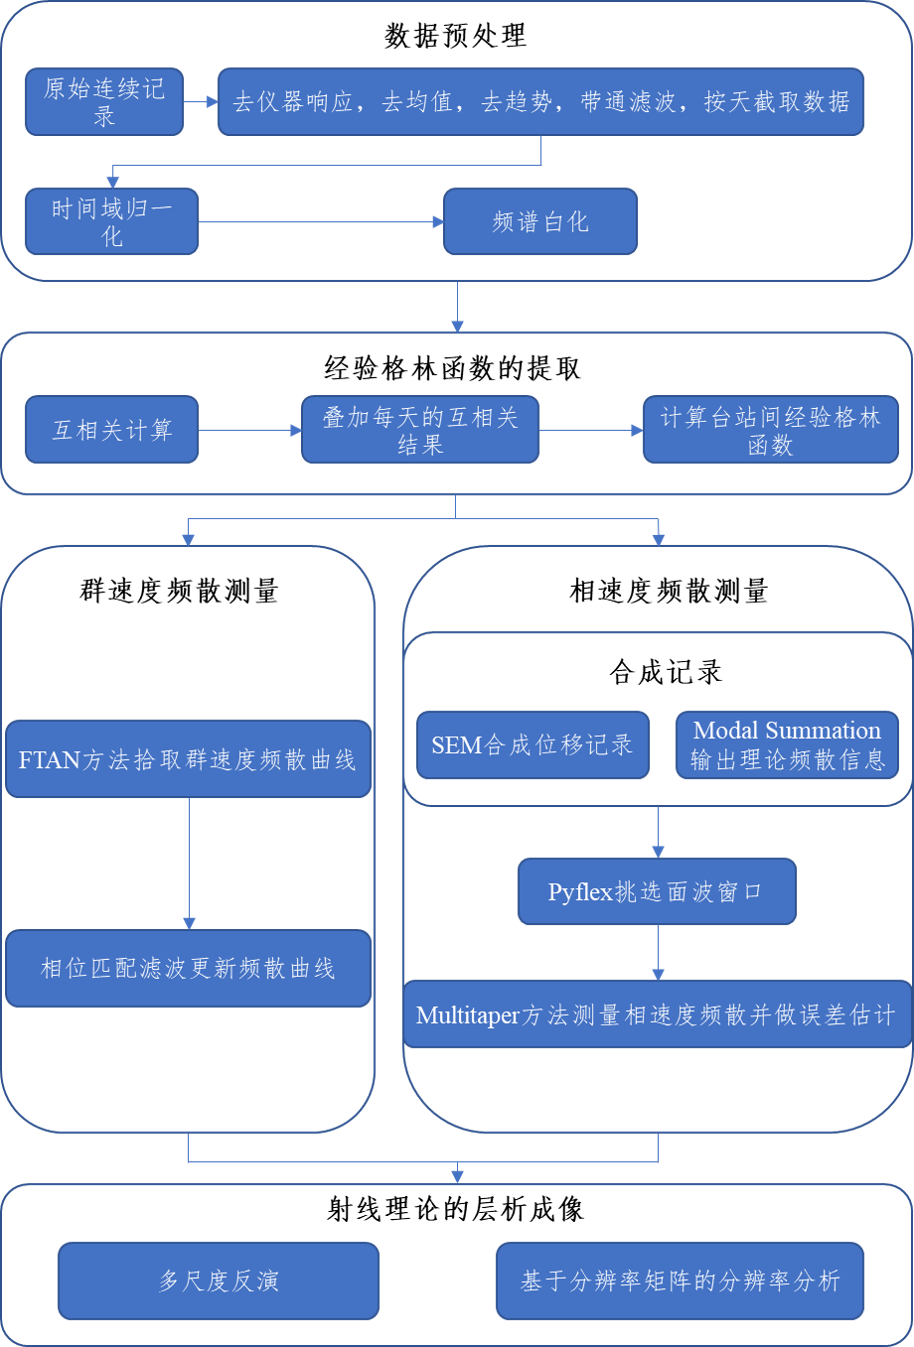 数据预处理
原始连续记
录
去仪器响应，去均值，去趋势，带通滤波，按天截取数据
时间域归一
化
频谱白化
经验格林函数的提取
互相关计算
叠加每天的互相关
结果
计算台站间经验格林
函数
群速度频散测量
FTAN方法拾取群速度频散曲线
相位匹配滤波更新频散曲线
相速度频散测量
合成记录
SEM合成位移记录
Modal Summation
输出理论频散信息
Pyflex挑选面波窗口
Multitaper方法测量相速度频散并做误差估计
射线理论的层析成像
多尺度反演
基于分辨率矩阵的分辨率分析